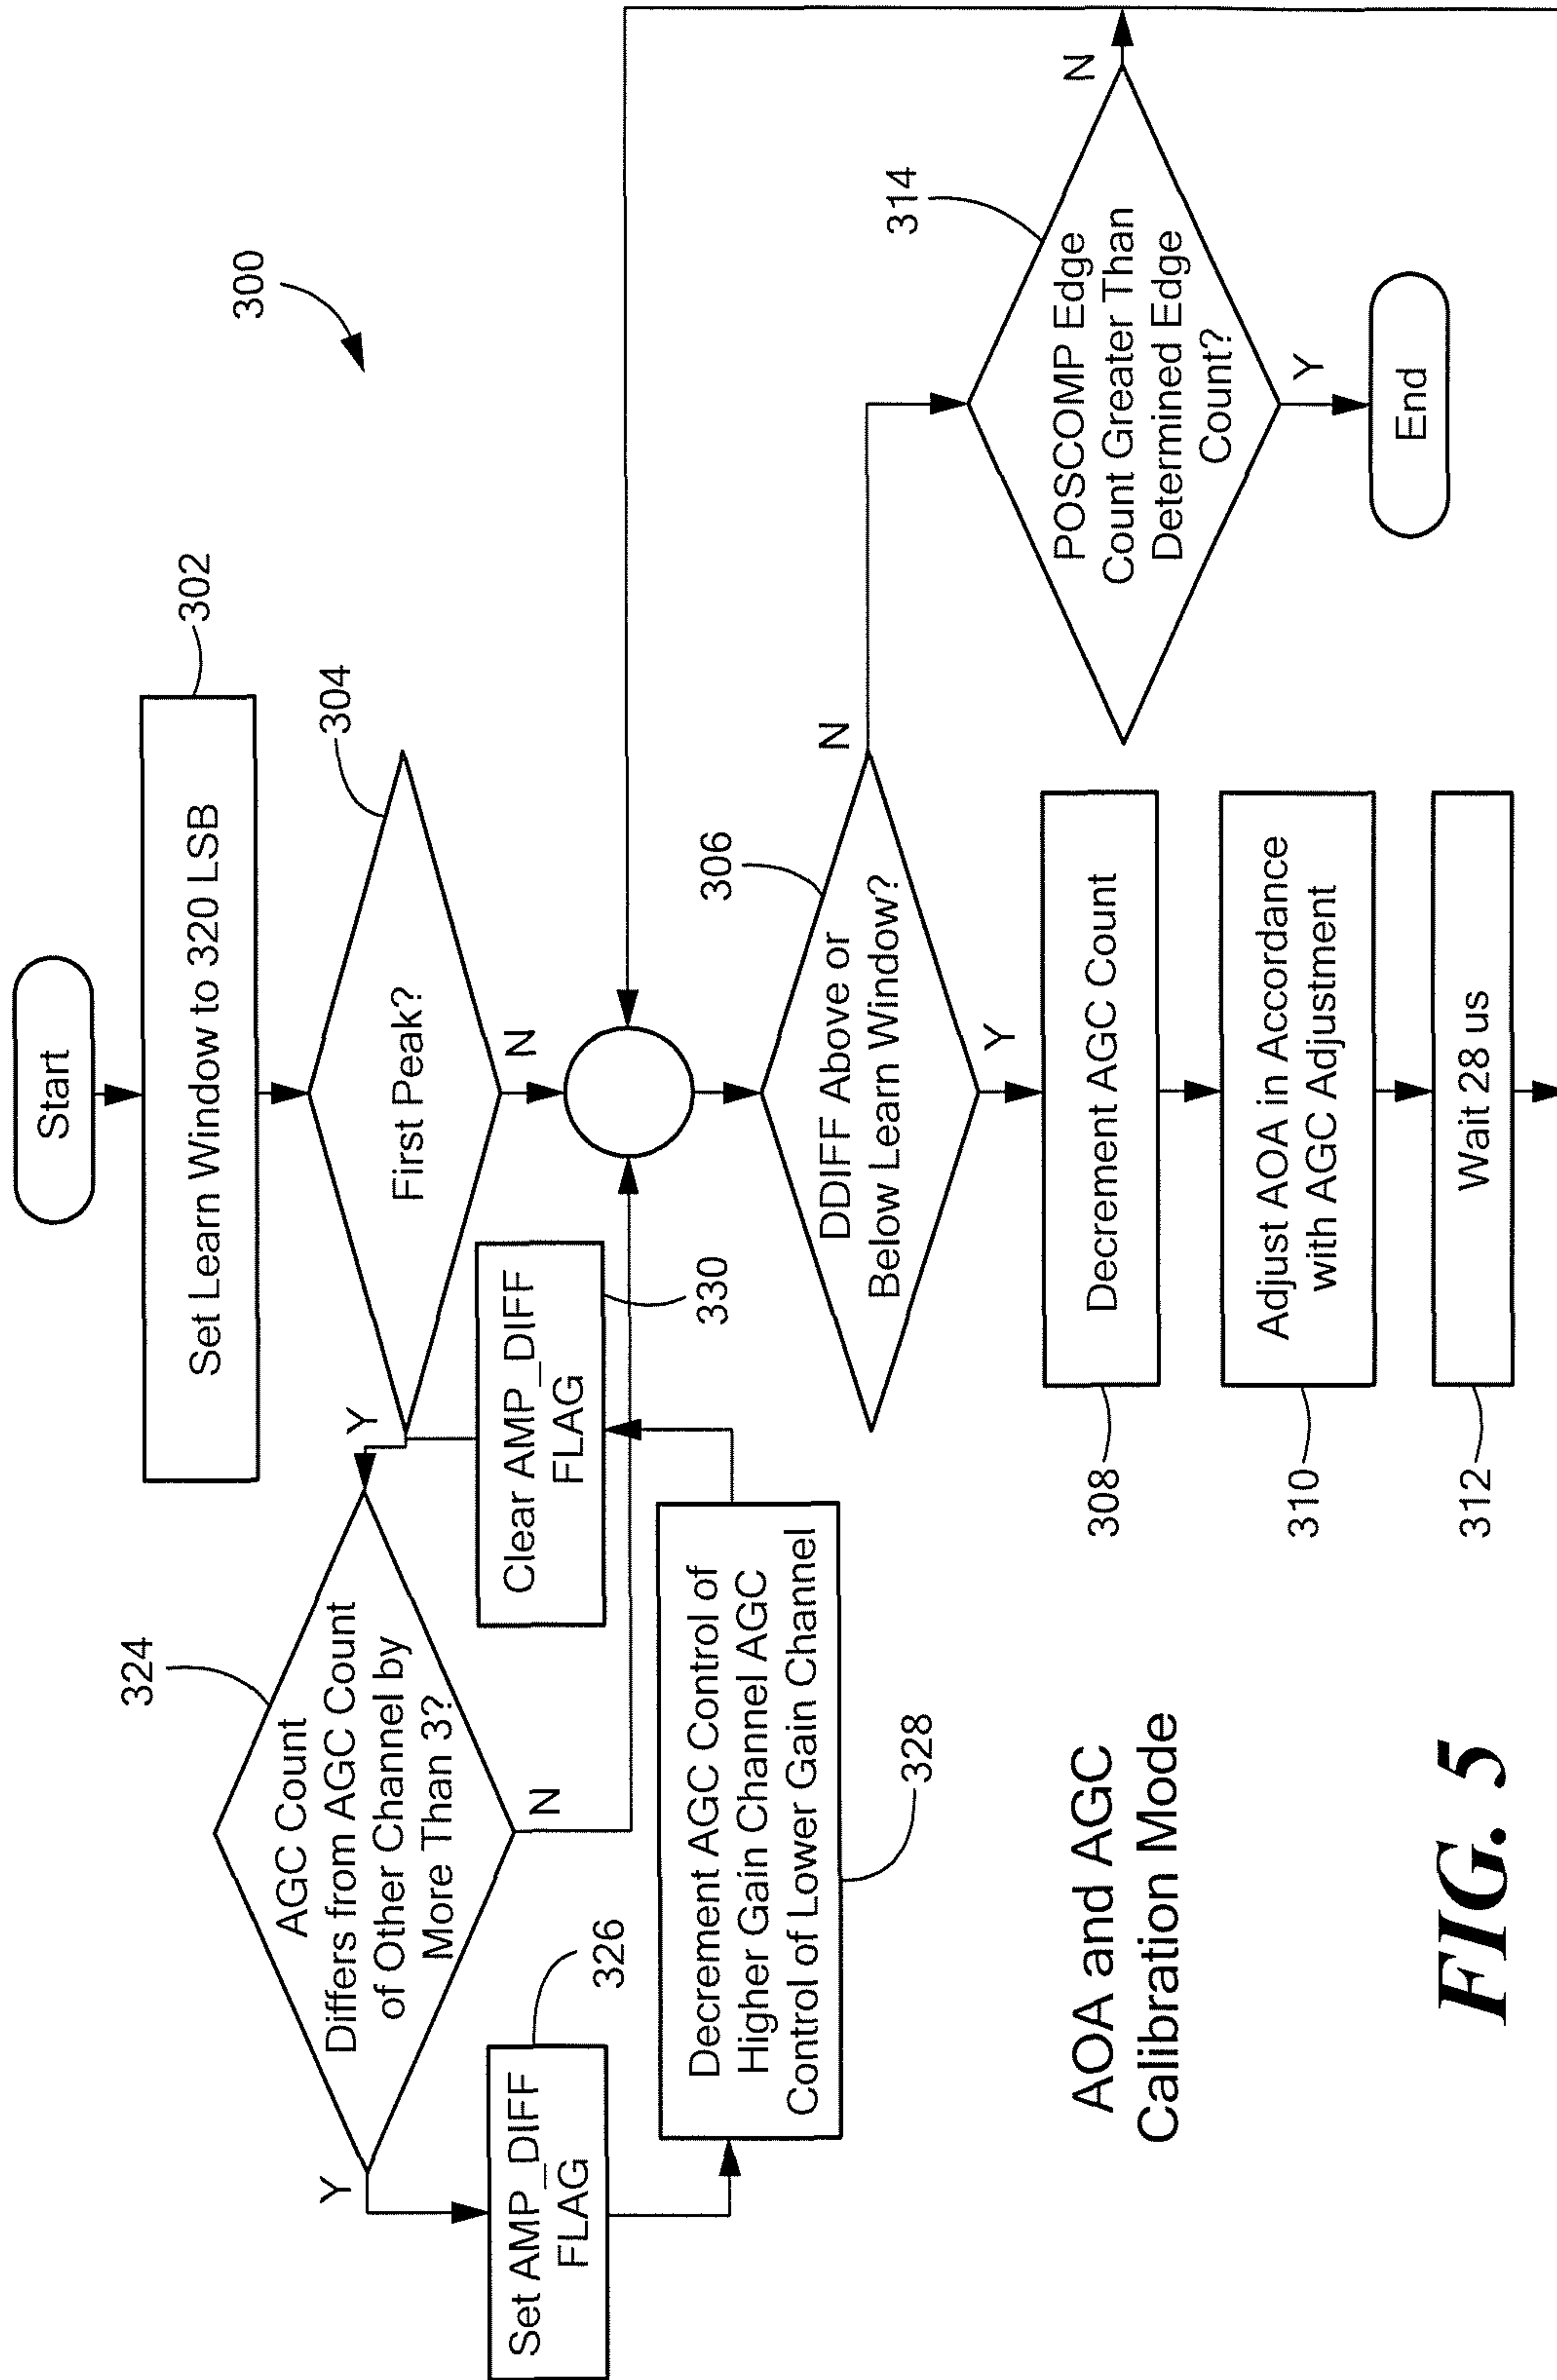 Start
300
302
Set Learn Window to 320 LSB
304
First Peak?
Y
N
324
AGC Count
Differs from AGC Count
of Other Channel by
More Than 3?
Y
N
326
Set AMP_DIFF
FLAG
Decrement AGC Control of
Higher Gain Channel AGC
Control of Lower Gain Channel
328
Clear AMP_DIFF
FLAG
330
306
DDIFF Above or
Below Learn Window?
N
Y
308
Decrement AGC Count
310
Adjust AOA in Accordance
with AGC Adjustment
312
Wait 28 us
314
POSCOMP Edge
Count Greater Than
Determined Edge
Count?
N
Y
End
AOA and AGC
Calibration Mode
FIG. 5